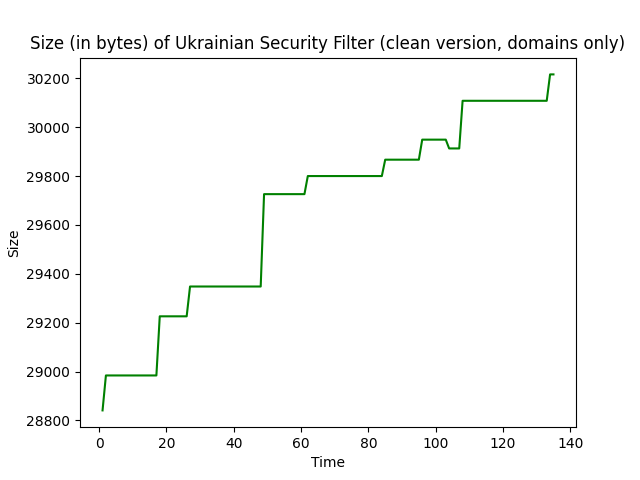 Size (in bytes) of Ukrainian Security Filter (clean version, domains only)
30200
30000
29800
29600
29400
29200
29000
28800
Size
0 20 40 60 80 100 120 140
Time